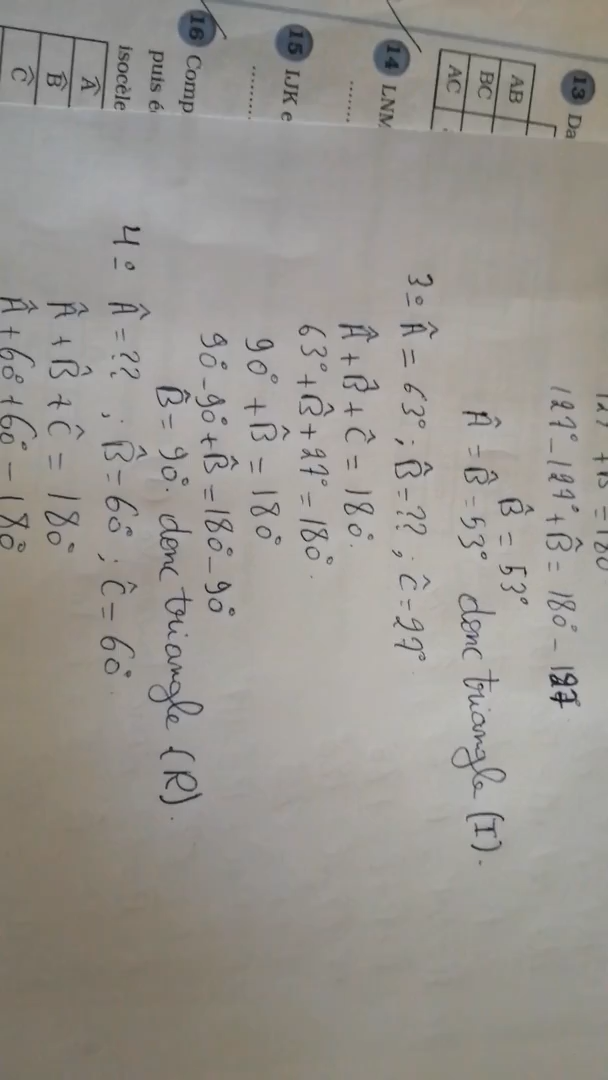 13 Da
AB
BC
AC
14 LNM
.......
15 IJK e
.........
16 Comp
puis é
isocèle
Â
B̂
Ĉ
127° - 127° + B̂ = 180° - 127°
B̂ = 53°
Â = B̂ = 53° donc triangle (I).
3= Â = 63° ; B̂ = ?? ; Ĉ = 27°.
Â + B̂ + Ĉ = 180°.
63° + B̂ + 27° = 180°.
90° + B̂ = 180°
90° - 90° + B̂ = 180° - 90°
B̂ = 90°. donc triangle (R).
4= Â = ?? ; B̂ = 60° ; Ĉ = 60°.
Â + B̂ + Ĉ = 180°
Â + 60° + 60° - 180°